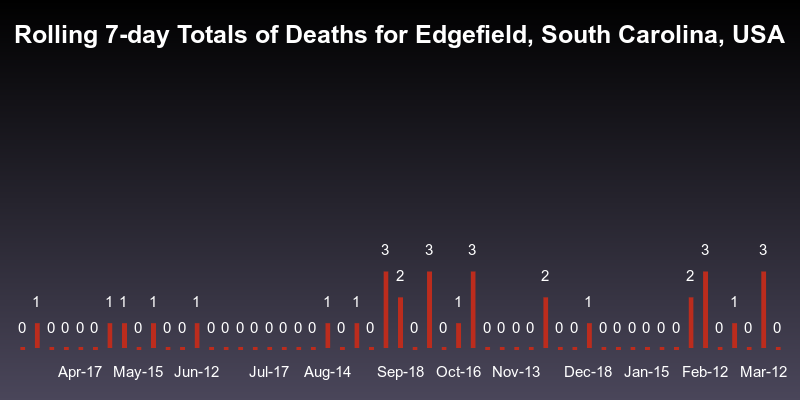 Rolling 7-day Totals of Deaths for Edgefield, South Carolina, USA
3 3 3 3 3
2 2 2
1 1 1 1 1 1 1 1 1 1
0 0 0 0 0 0 0 0 0 0 0 0 0 0 0 0 0 0 0 0 0 0 0 0 0 0 0 0 0 0 0 0 0 0 0
Apr-17 May-15 Jun-12 Jul-17 Aug-14 Sep-18 Oct-16 Nov-13 Dec-18 Jan-15 Feb-12 Mar-12